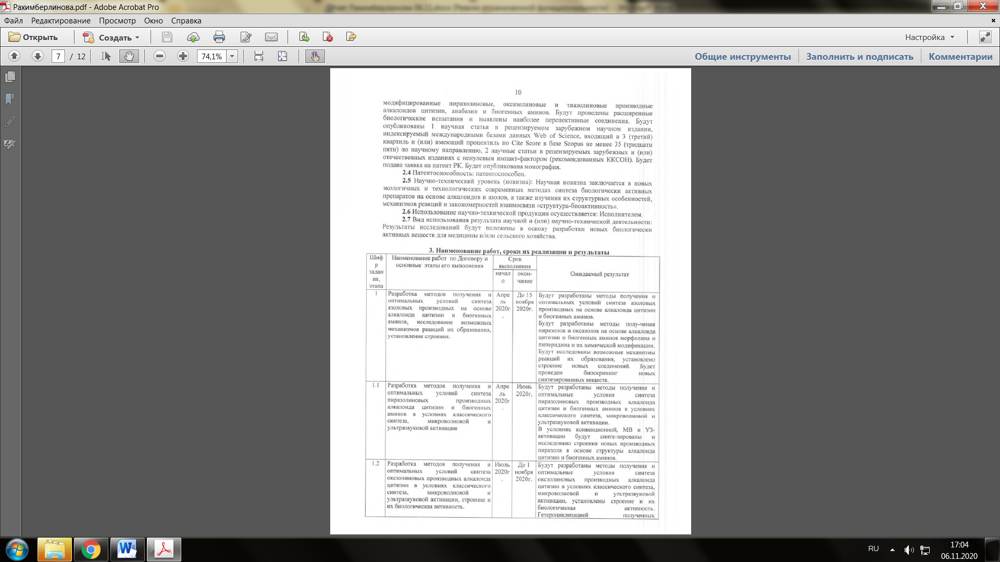 Рахимберлинова.pdf - Adobe Acrobat Pro
Файл Редактирование Просмотр Окно Справка
Открыть Создать Настройка
7 / 12 74,1% Общие инструменты Заполнить и подписать Комментарии
10
модифицированные пиразолиновые, оксазолиновые и тиазолиновые производные
алкалоидов цитизин, анабазин и биогенных аминов. Будут проведены расширенные
биологические испытания и выявлены наиболее перспективные соединения. Будут
опубликованы 1 научная статья в рецензируемом зарубежном научном издании,
индексируемый международными базами данных Web of Science, входящий в 3 (третий)
квартиль и (или) имеющий процентиль по Cite Score в базе Scopus не менее 35 (тридцати
пяти) по научному направлению, 2 научные статьи в рецензируемых зарубежных и (или)
отечественных изданиях с ненулевым импакт-фактором (рекомендованных ККСОН). Будет
подана заявка на патент РК. Будет опубликована монография.
2.4 Патентоспособность: патентоспособен.
2.5 Научно-технический уровень (новизна): Научная новизна заключается в новых
экологичных и технологических современных методах синтеза биологически активных
препаратов на основе алкалоидов и азолов, а также изучения их структурных особенностей,
механизмов реакций и закономерностей взаимосвязи «структура-биоактивность».
2.6 Использование научно-технической продукции осуществляется: Исполнителем.
2.7 Вид использования результата научной и (или) научно-технической деятельности:
Результаты исследований будут положены в основу разработки новых биологически
активных веществ для медицины и/или сельского хозяйства.
3. Наименование работ, сроки их реализации и результаты
Шиф
р
задан
ия,
этапа
Наименование работ по Договору и
основные этапы его выполнения
Срок
выполнения
начал
о
окон-
чание
Ожидаемый результат
1
Разработка методов получения и
оптимальных условий синтеза
азоловых производных на основе
алкалоида цитизин и биогенных
аминов, исследование возможных
механизмов реакций их образования,
установление строения.
Апре
ль
2020г
.
До 15
ноября
2020г.
Будут разработаны методы получения и
оптимальных условий синтеза азоловых
производных на основе алкалоида цитизин
и биогенных аминов.
Будут разработаны методы полу-чения
пиразолов и оксазолов на основе алкалоида
цитизин и биогенных аминов морфолина и
пиперидина и их химической модификации.
Будут исследованы возможные механизмы
реакций их образования, установлено
строение новых соединений. Будет
проведен биоскрининг новых
синтезированных веществ.
1.1
Разработка методов получения и
оптимальных условий синтеза
пиразолиновых производных
алкалоида цитизин и биогенных
аминов в условиях классического
синтеза, микроволновой и
ультразвуковой активации
Апре
ль
2020г
.
Июнь
2020г.
Будут разработаны методы получения и
оптимальные условия синтеза
пиразолиновых производных алкалоида
цитизин и биогенных аминов в условиях
классического синтеза, микроволновой и
ультразвуковой активации.
В условиях конвекционной, МВ и УЗ-
активации будут синте-зированы и
исследовано строения новых производных
пиразола в основе структуры алкалоида
цитизин и биогенных аминов.
1.2
Разработка методов получения и
оптимальных условий синтеза
оксзолиновых производных алкалоида
цитизин в условиях классического
синтеза, микроволновой и
ультразвуковой активации, строение и
их биологическая активность.
Июль
2020г
.
До 1
ноября
2020г.
Будут разработаны методы получения и
оптимальные условия синтеза
оксзолиновых производных алкалоида
цитизин в условиях классического синтеза,
микроволновой и ультразвуковой
активации, установлены строение и их
биологическая активность.
Гетероциклизацией полученных
RU
17:04
06.11.2020